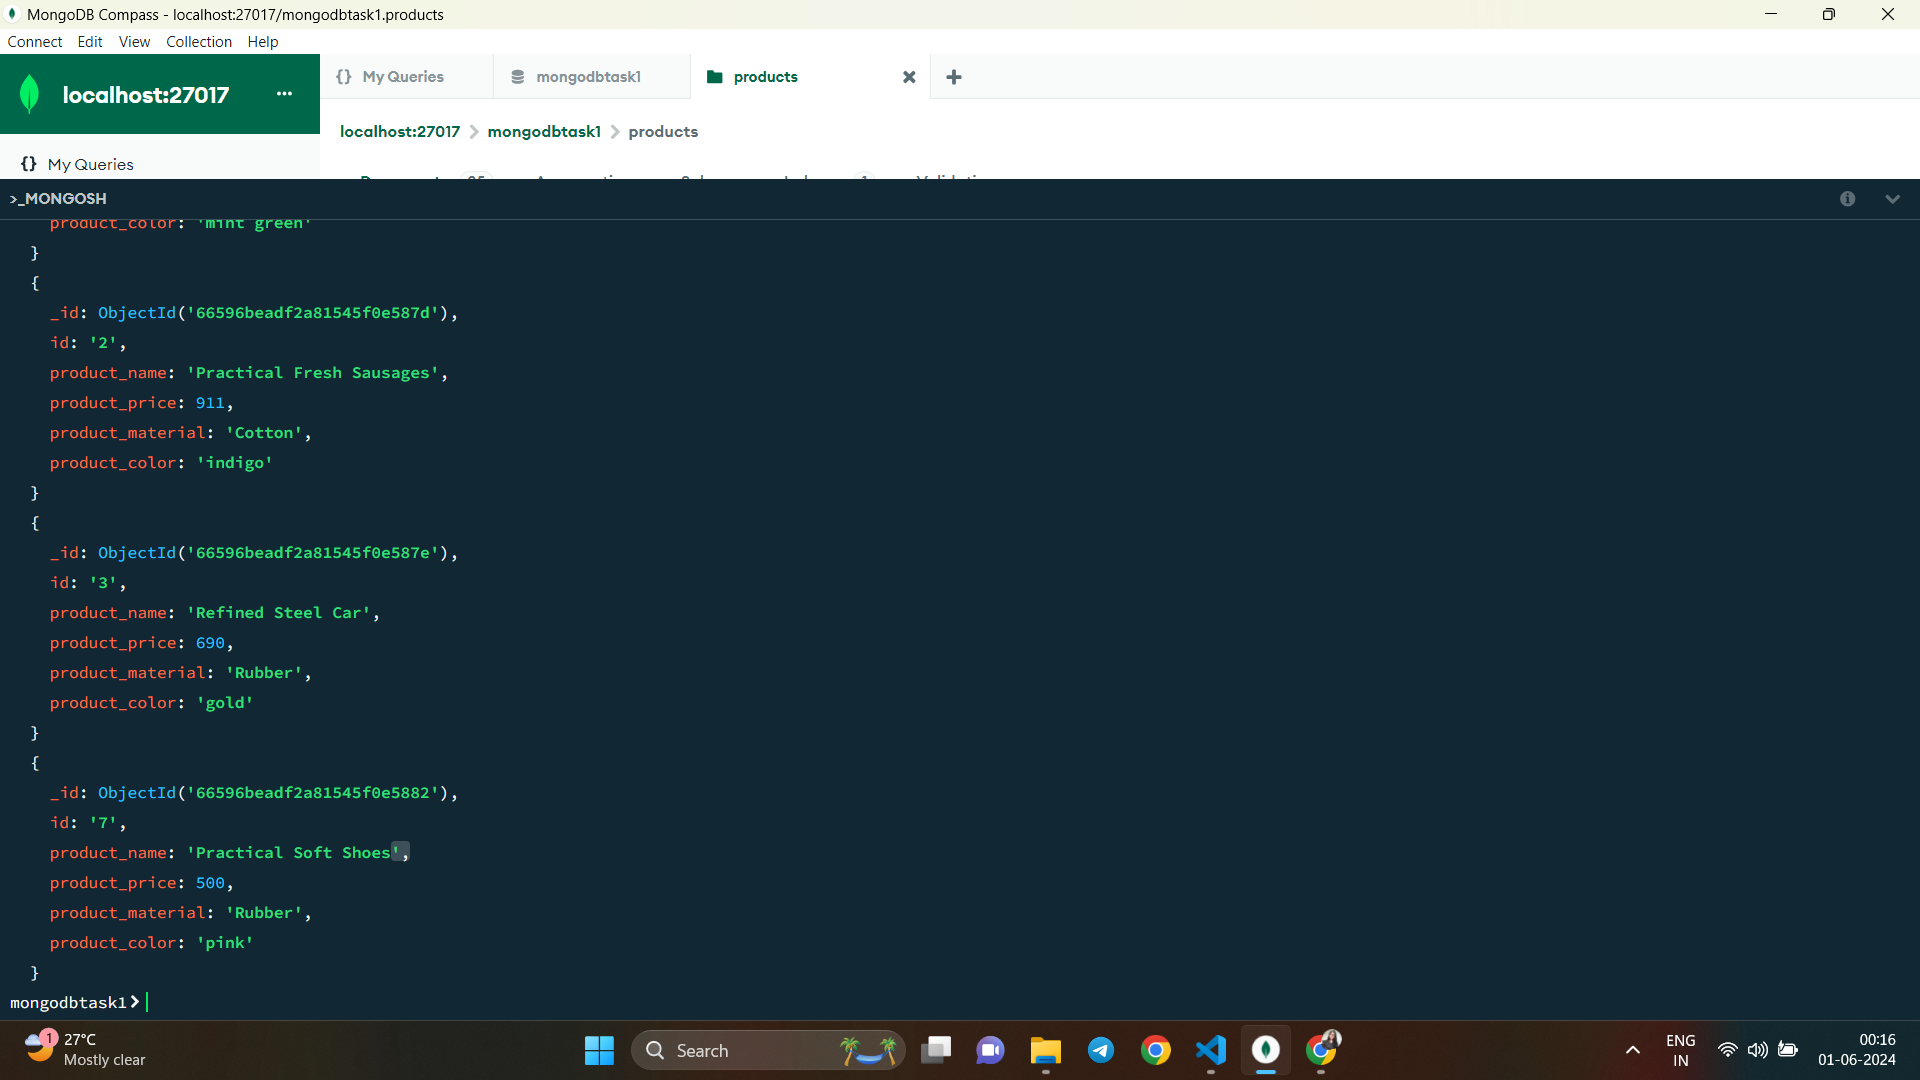 MongoDB Compass - localhost:27017/mongodbtask1.products
Connect Edit View Collection Help
localhost:27017 ...
{} My Queries
mongodbtask1
products
localhost:27017 > mongodbtask1 > products
{} My Queries
>_MONGOSH
product_color: 'mint green'
}
{
_id: ObjectId('66596beadf2a81545f0e587d'),
id: '2',
product_name: 'Practical Fresh Sausages',
product_price: 911,
product_material: 'Cotton',
product_color: 'indigo'
}
{
_id: ObjectId('66596beadf2a81545f0e587e'),
id: '3',
product_name: 'Refined Steel Car',
product_price: 690,
product_material: 'Rubber',
product_color: 'gold'
}
{
_id: ObjectId('66596beadf2a81545f0e5882'),
id: '7',
product_name: 'Practical Soft Shoes',
product_price: 500,
product_material: 'Rubber',
product_color: 'pink'
}
mongodbtask1>
1
27°C
Mostly clear
Search
ENG
IN
00:16
01-06-2024